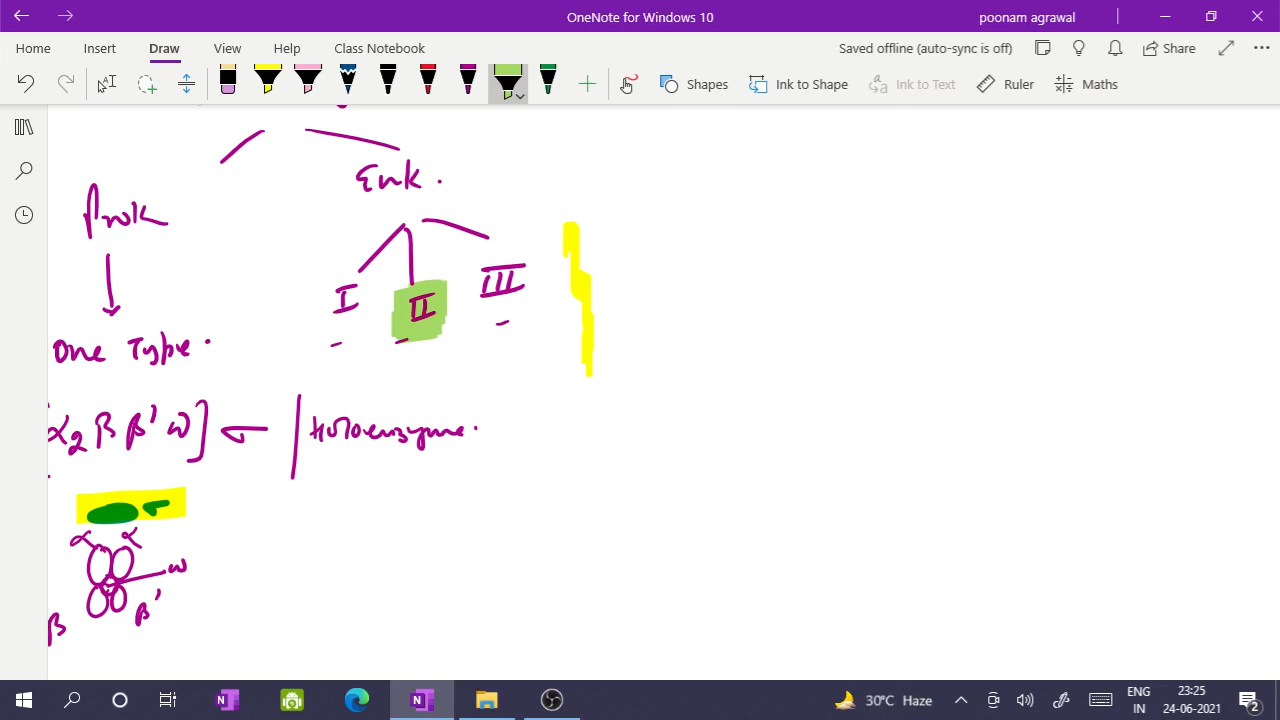 OneNote for Windows 10
poonam agrawal
Home Insert Draw View Help Class Notebook
Saved offline (auto-sync is off)
Share
Shapes Ink to Shape Ink to Text Ruler Maths
Euk.
Prok
I II III
One Type.
α2 β β' ω] ← | Holoenzyme.
α α
ω
β'
β
30°C Haze
ENG
IN
23:25
24-06-2021
2